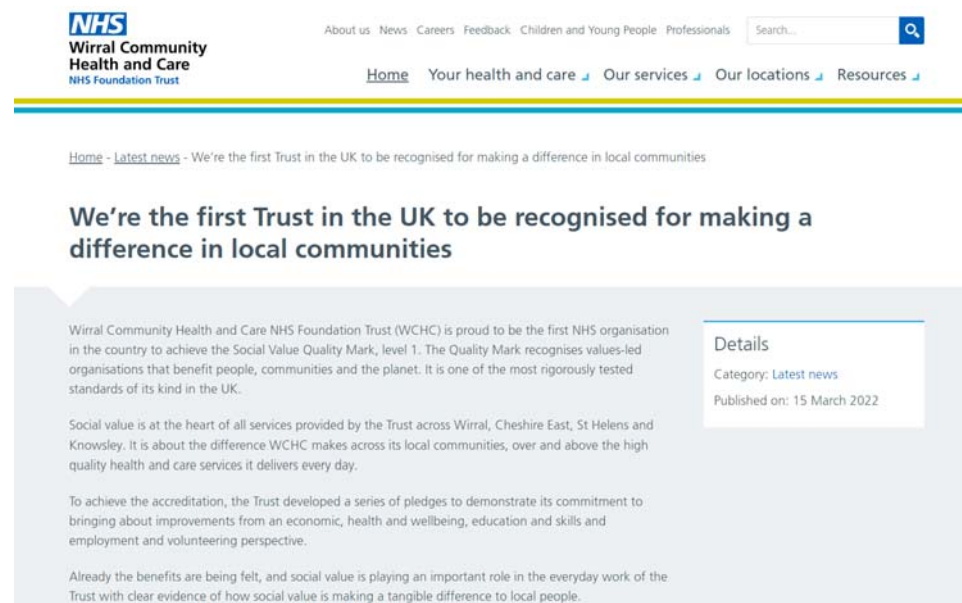 NHS
Wirral Community
Health and Care
NHS Foundation Trust
About us News Careers Feedback Children and Young People Professionals Search...
Home Your health and care Our services Our locations Resources
Home - Latest news - We're the first Trust in the UK to be recognised for making a difference in local communities
We're the first Trust in the UK to be recognised for making a
difference in local communities
Wirral Community Health and Care NHS Foundation Trust (WCHC) is proud to be the first NHS organisation
in the country to achieve the Social Value Quality Mark, level 1. The Quality Mark recognises values-led
organisations that benefit people, communities and the planet. It is one of the most rigorously tested
standards of its kind in the UK.
Social value is at the heart of all services provided by the Trust across Wirral, Cheshire East, St Helens and
Knowsley. It is about the difference WCHC makes across its local communities, over and above the high
quality health and care services it delivers every day.
To achieve the accreditation, the Trust developed a series of pledges to demonstrate its commitment to
bringing about improvements from an economic, health and wellbeing, education and skills and
employment and volunteering perspective.
Already the benefits are being felt, and social value is playing an important role in the everyday work of the
Trust with clear evidence of how social value is making a tangible difference to local people.
Details
Category: Latest news
Published on: 15 March 2022